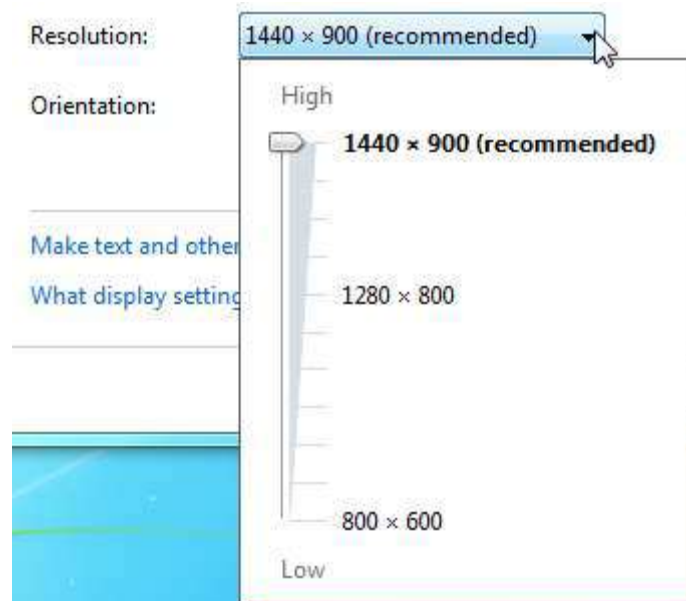 Resolution: 1440 × 900 (recommended)
Orientation:
High
1440 × 900 (recommended)
Make text and other
What display setting
1280 × 800
800 × 600
Low